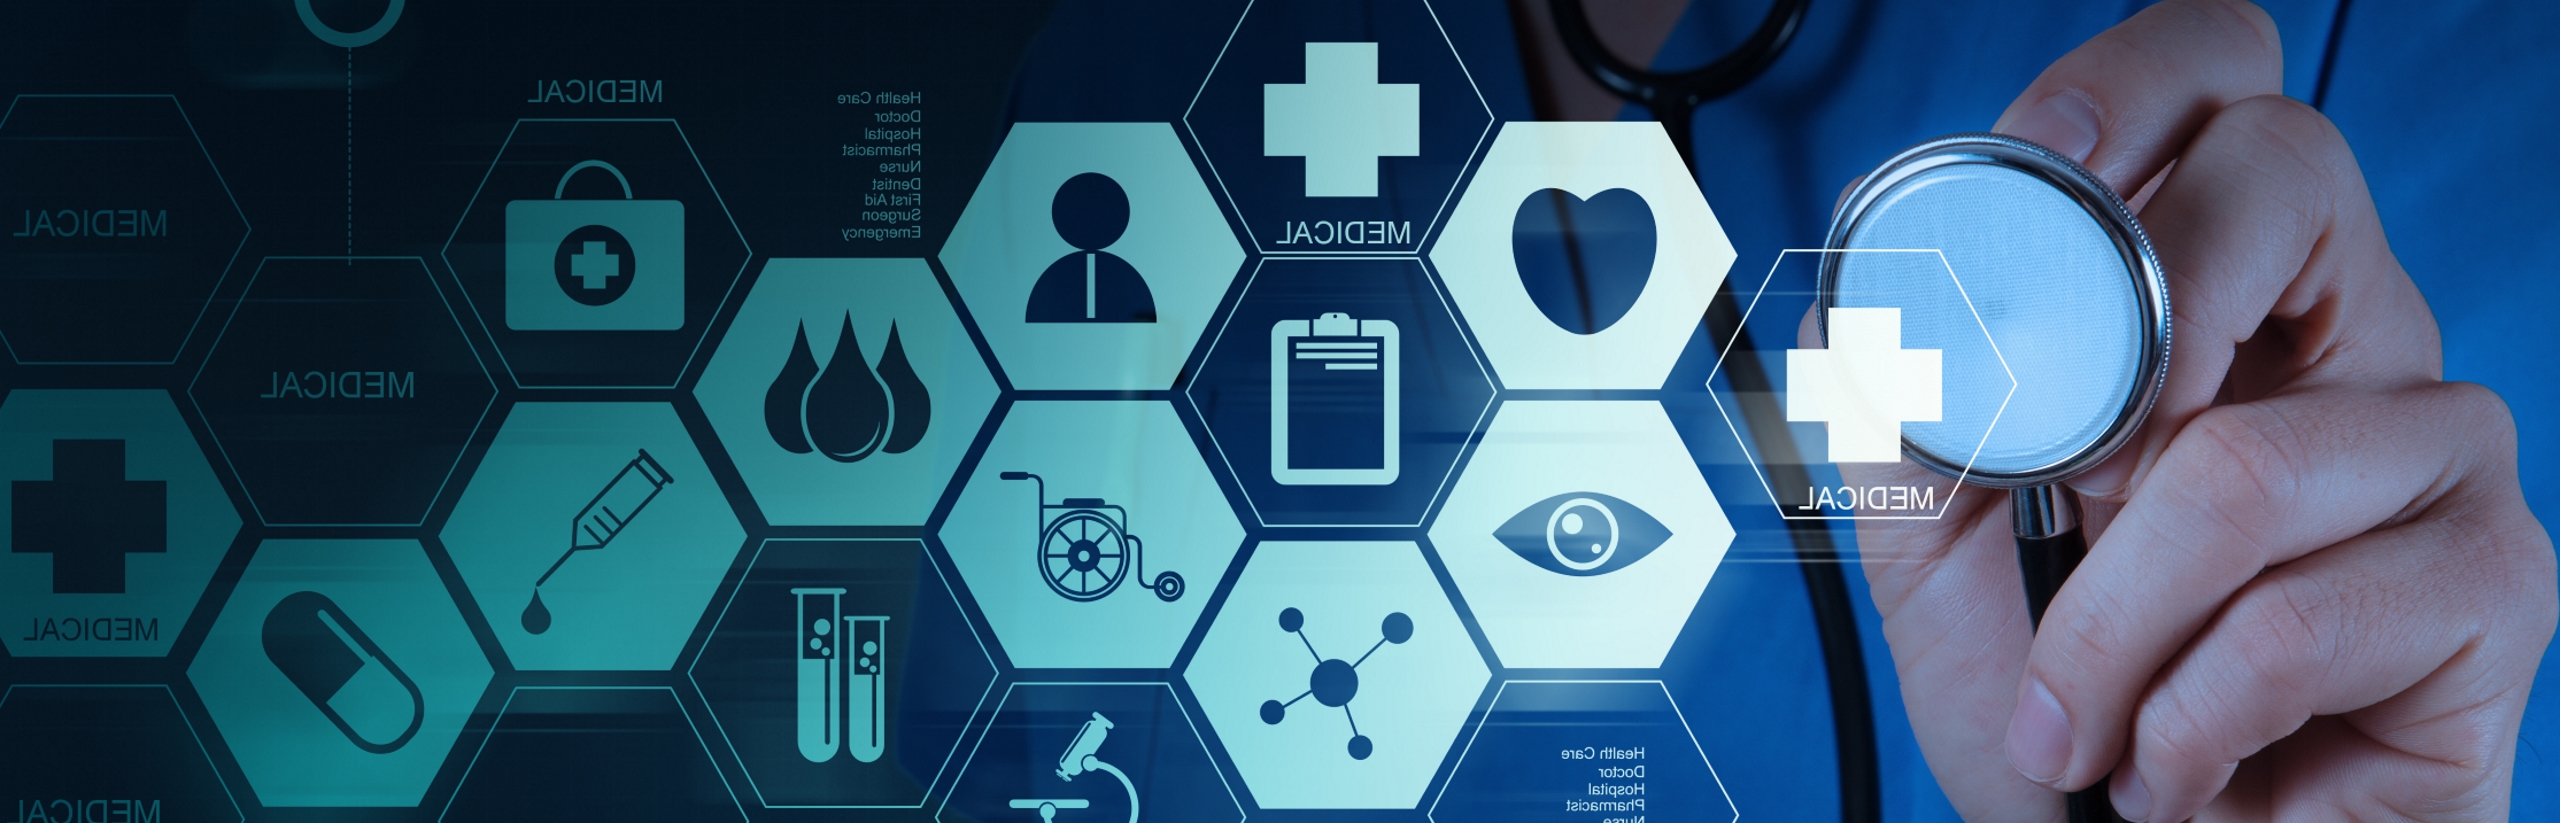 MEDICAL
Health Care
Doctor
Hospital
Pharmacist
Nurse
Dentist
First Aid
Surgeon
Emergency
MEDICAL
MEDICAL
MEDICAL
MEDICAL
MEDICAL
MEDICAL
Health Care
Doctor
Hospital
Pharmacist
Nurse